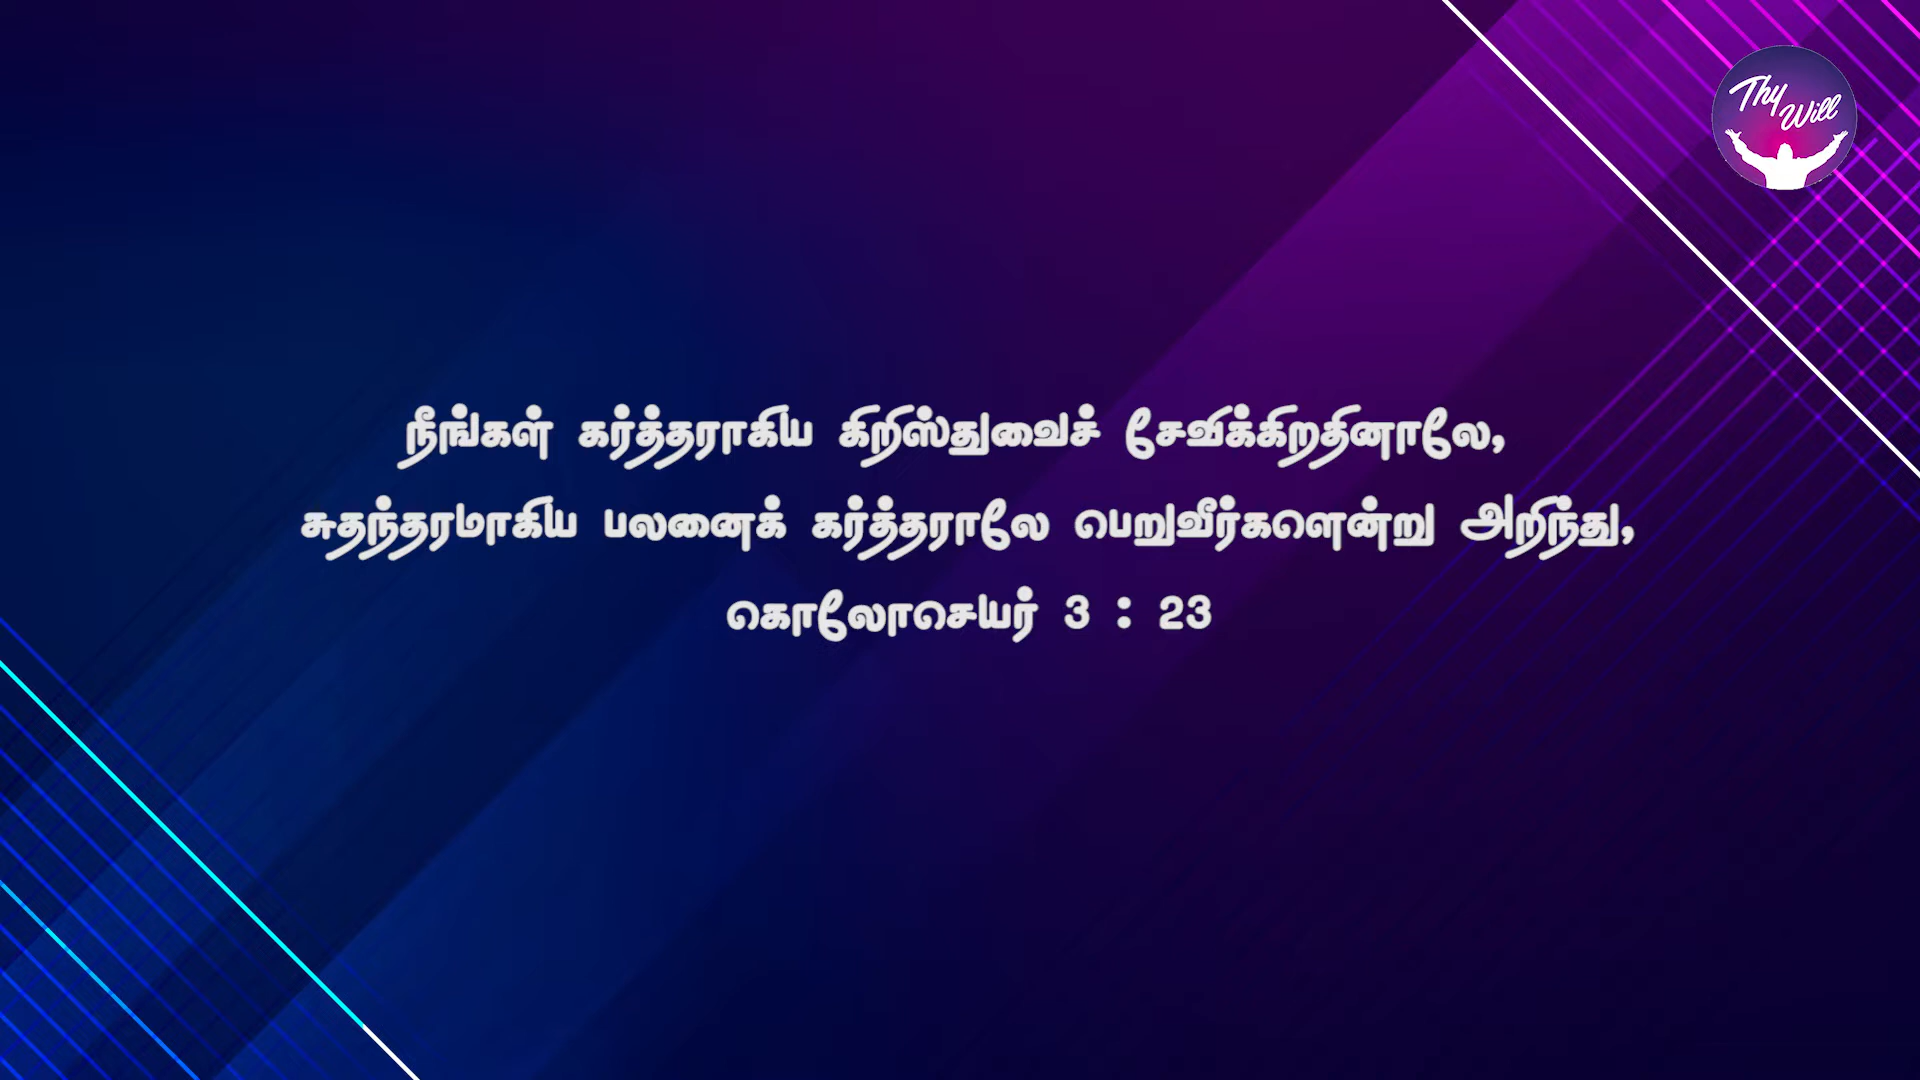 Thy Will
நீங்கள் கர்த்தராகிய கிறிஸ்துவைச் சேவிக்கிறதினாலே,
சுதந்தரமாகிய பலனைக் கர்த்தராலே பெறுவீர்களென்று அறிந்து,
கொலோசெயர் 3 : 23